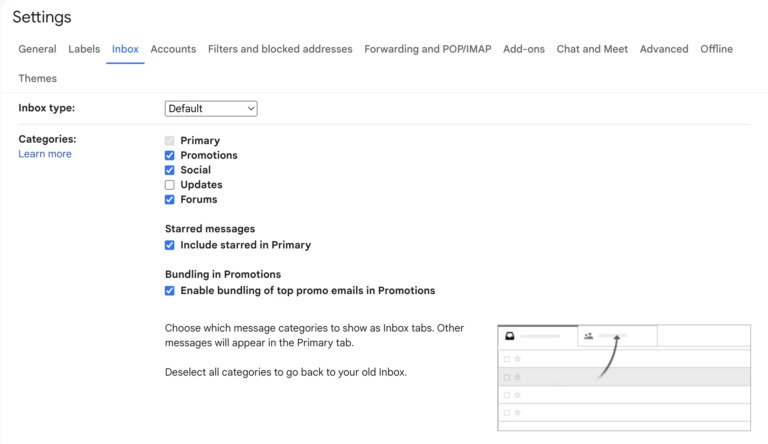 Settings
General Labels Inbox Accounts Filters and blocked addresses Forwarding and POP/IMAP Add-ons Chat and Meet Advanced Offline
Themes
Inbox type: Default
Categories: Primary
Learn more Promotions
Social
Updates
Forums
Starred messages
Include starred in Primary
Bundling in Promotions
Enable bundling of top promo emails in Promotions
Choose which message categories to show as Inbox tabs. Other
messages will appear in the Primary tab.
Deselect all categories to go back to your old Inbox.